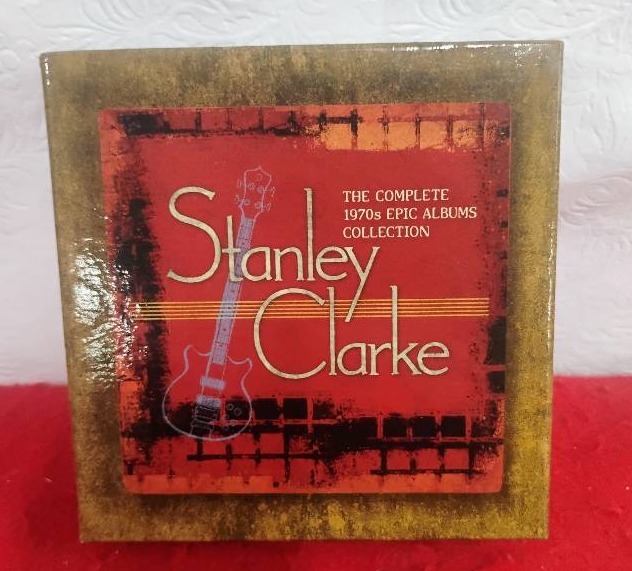 THE COMPLETE
1970s EPIC ALBUMS
COLLECTION
Stanley
Clarke